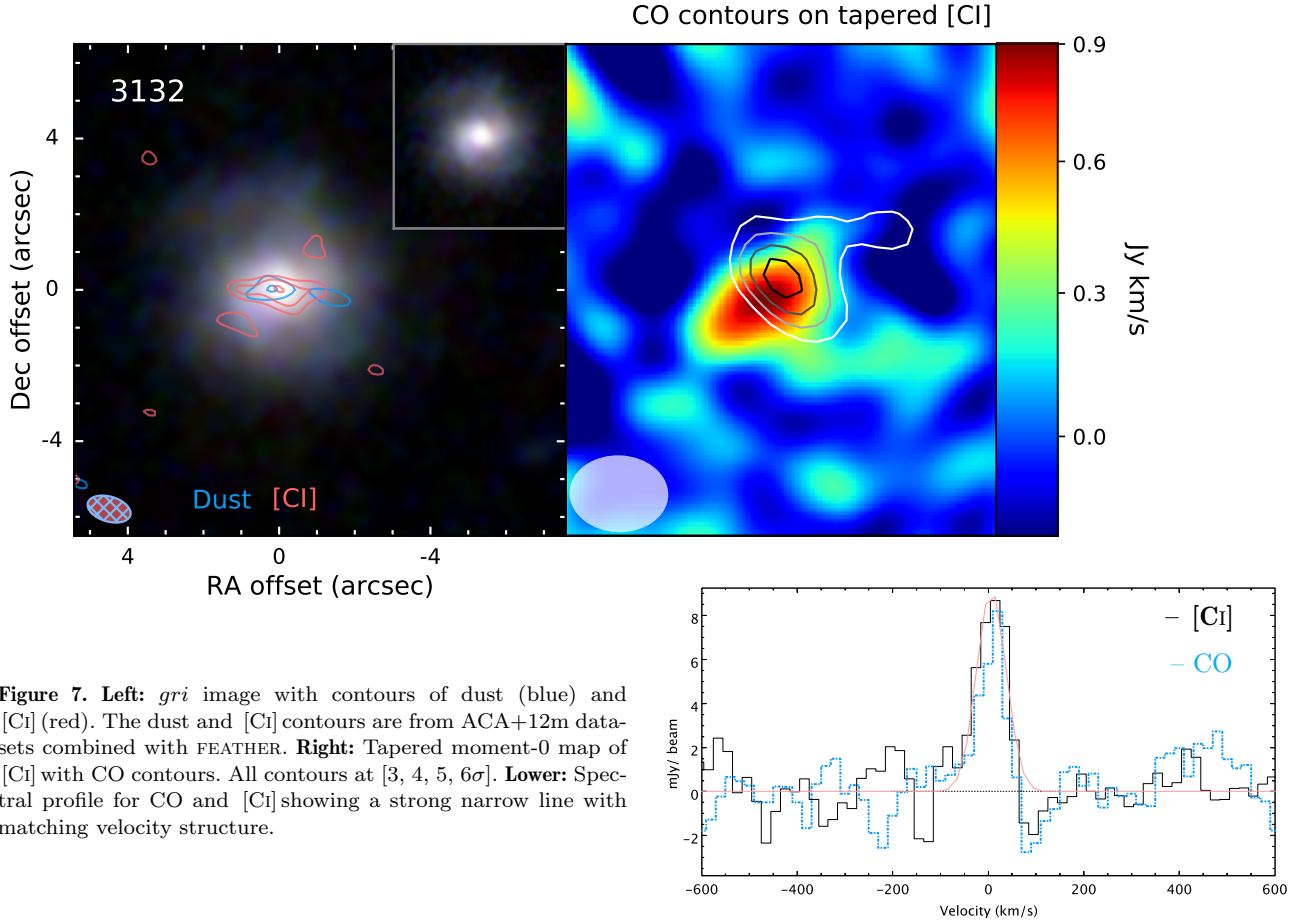 CO contours on tapered [CI]
3132
Dec offset (arcsec)
4
0
-4
Dust [CI]
4 0 -4
RA offset (arcsec)
0.9
0.6
0.3
0.0
Jy km/s
Figure 7. Left: gri image with contours of dust (blue) and
[CI] (red). The dust and [CI] contours are from ACA+12m data-
sets combined with FEATHER. Right: Tapered moment-0 map of
[CI] with CO contours. All contours at [3, 4, 5, 6σ]. Lower: Spec-
tral profile for CO and [CI] showing a strong narrow line with
matching velocity structure.
[CI]
CO
mJy/ beam
8
6
4
2
0
−2
−600 −400 −200 0 200 400 600
Velocity (km/s)